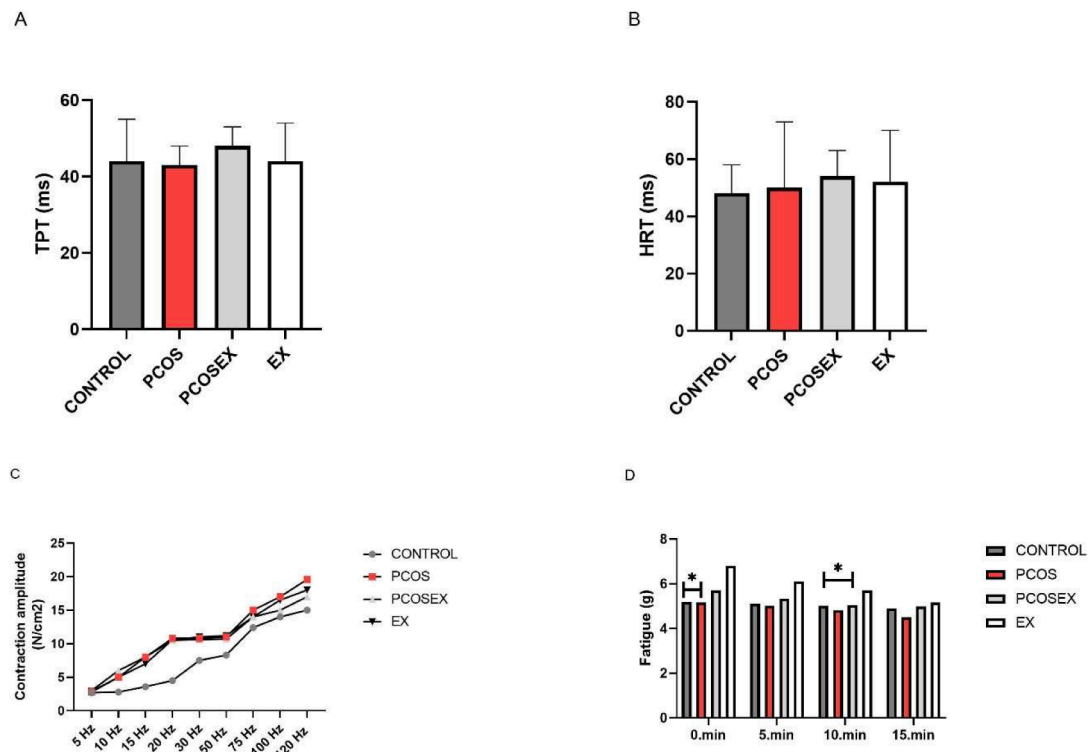 A
60
40
20
0
TPT (ms)
CONTROL
PCOS
PCOSEX
EX
B
80
60
40
20
0
HRT (ms)
CONTROL
PCOS
PCOSEX
EX
C
25
20
15
10
5
0
Contraction amplitude
(N/cm2)
5 Hz
10 Hz
15 Hz
20 Hz
30 Hz
50 Hz
75 Hz
100 Hz
CONTROL
PCOS
PCOSEX
EX
D
8
6
4
2
0
Fatigue (g)
*
*
0.min
5.min
10.min
15.min
CONTROL
PCOS
PCOSEX
EX